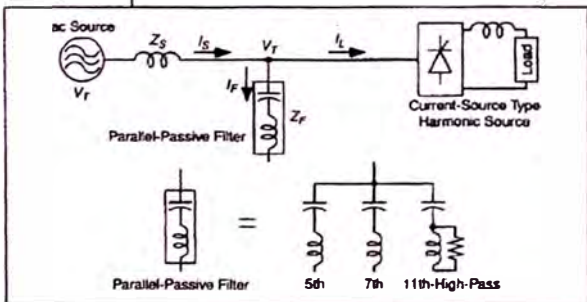 ac Source
Z_S
I_S
V_T
I_L
V_T
I_F
Z_F
Parallel-Passive Filter
Load
Current-Source Type
Harmonic Source
=
Parallel-Passive Filter
5th
7th
11th-High-Pass